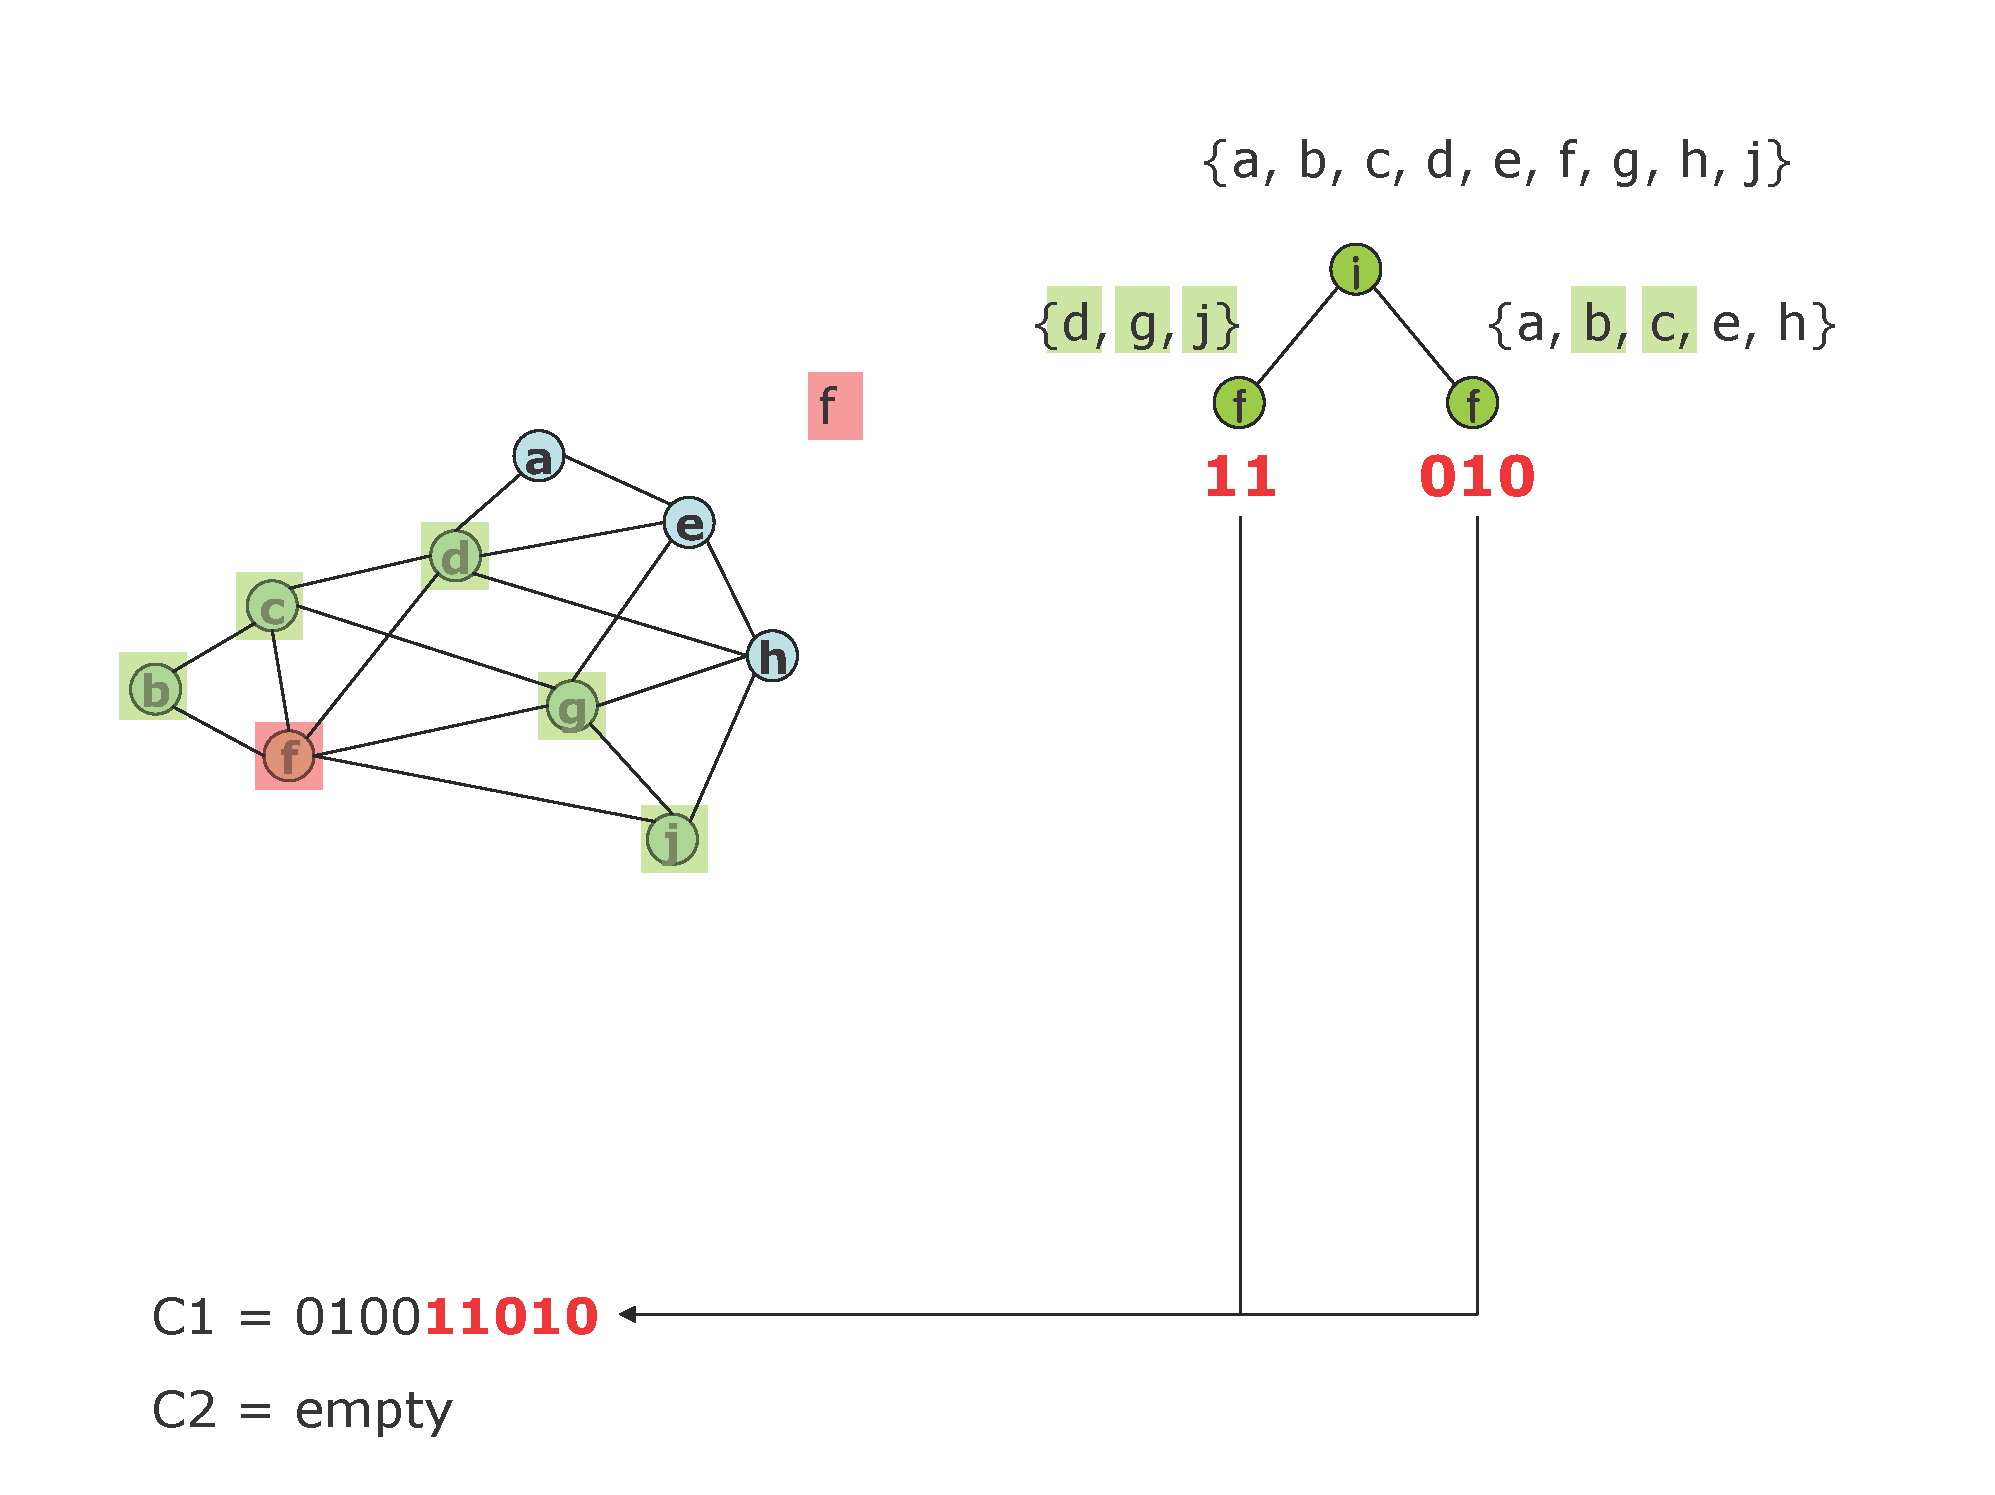 {a, b, c, d, e, f, g, h, j}
i
{d, g, j}
{a, b, c, e, h}
f
f
f
11
010
a
e
d
c
h
b
g
f
j
C1 = 010011010
C2 = empty